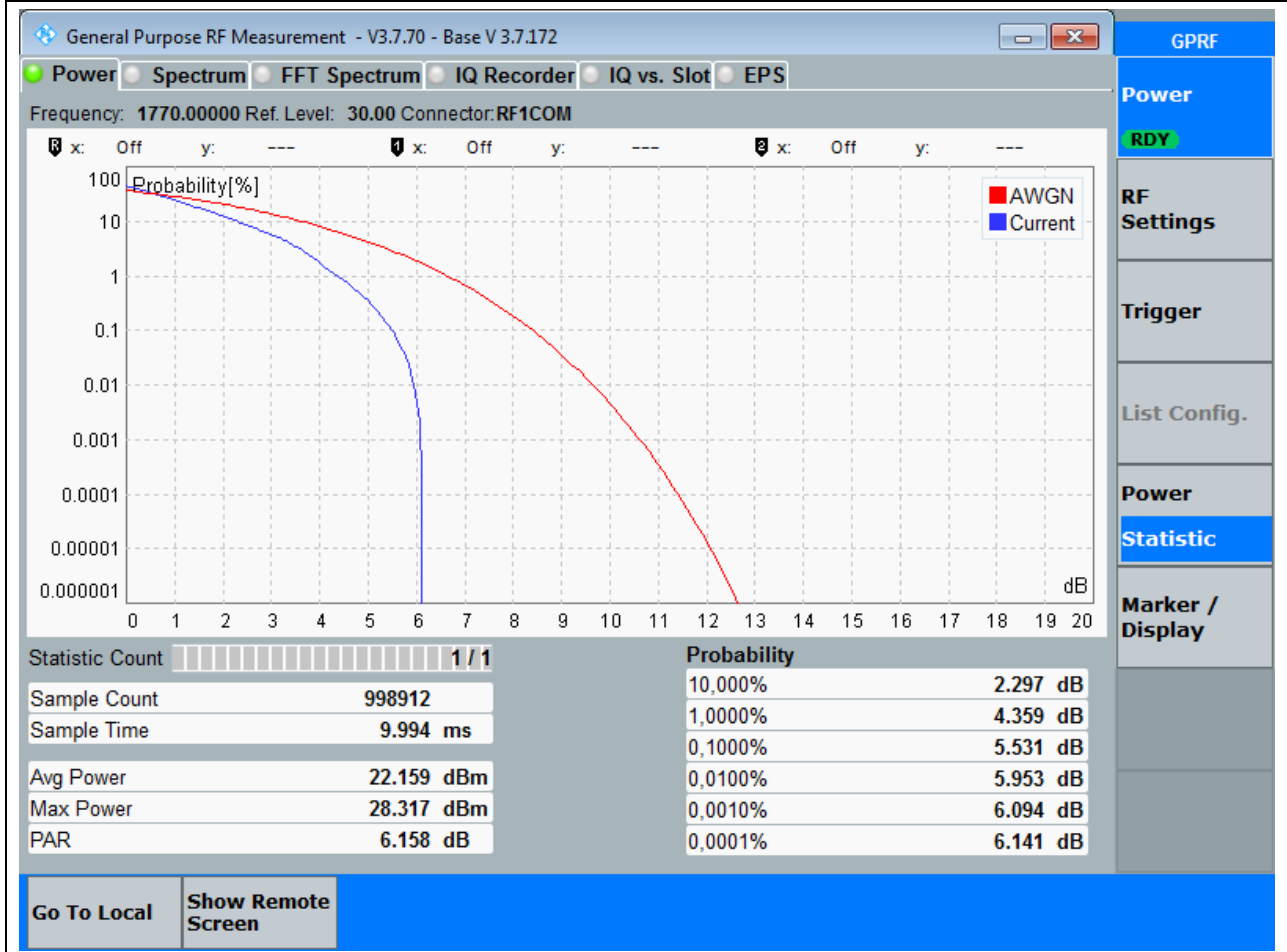 General Purpose RF Measurement - V3.7.70 - Base V 3.7.172
GPRF
Power Spectrum FFT Spectrum IQ Recorder IQ vs. Slot EPS
Frequency: 1770.00000 Ref. Level: 30.00 Connector:RF1COM
R x: Off y: --- 1 x: Off y: --- 2 x: Off y: ---
Probability[%]
AWGN
Current
100
10
1
0.1
0.01
0.001
0.0001
0.00001
0.000001
dB
0 1 2 3 4 5 6 7 8 9 10 11 12 13 14 15 16 17 18 19 20
Statistic Count 1 / 1
Sample Count 998912
Sample Time 9.994 ms
Avg Power 22.159 dBm
Max Power 28.317 dBm
PAR 6.158 dB
Probability
10,000% 2.297 dB
1,0000% 4.359 dB
0,1000% 5.531 dB
0,0100% 5.953 dB
0,0010% 6.094 dB
0,0001% 6.141 dB
Power
RDY
RF
Settings
Trigger
List Config.
Power
Statistic
Marker /
Display
Go To Local
Show Remote
Screen